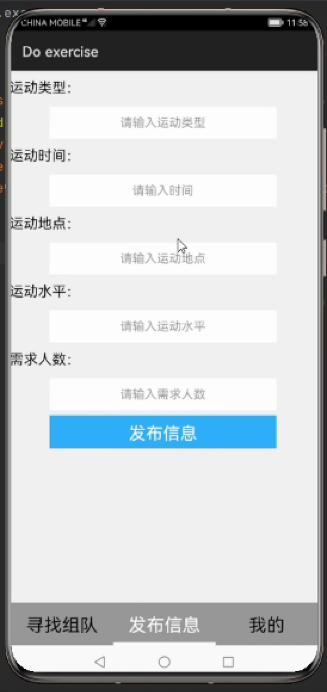 CHINA MOBILE
11:56
Do exercise
运动类型:
请输入运动类型
运动时间:
请输入时间
运动地点:
请输入运动地点
运动水平:
请输入运动水平
需求人数:
请输入需求人数
发布信息
寻找组队 发布信息 我的